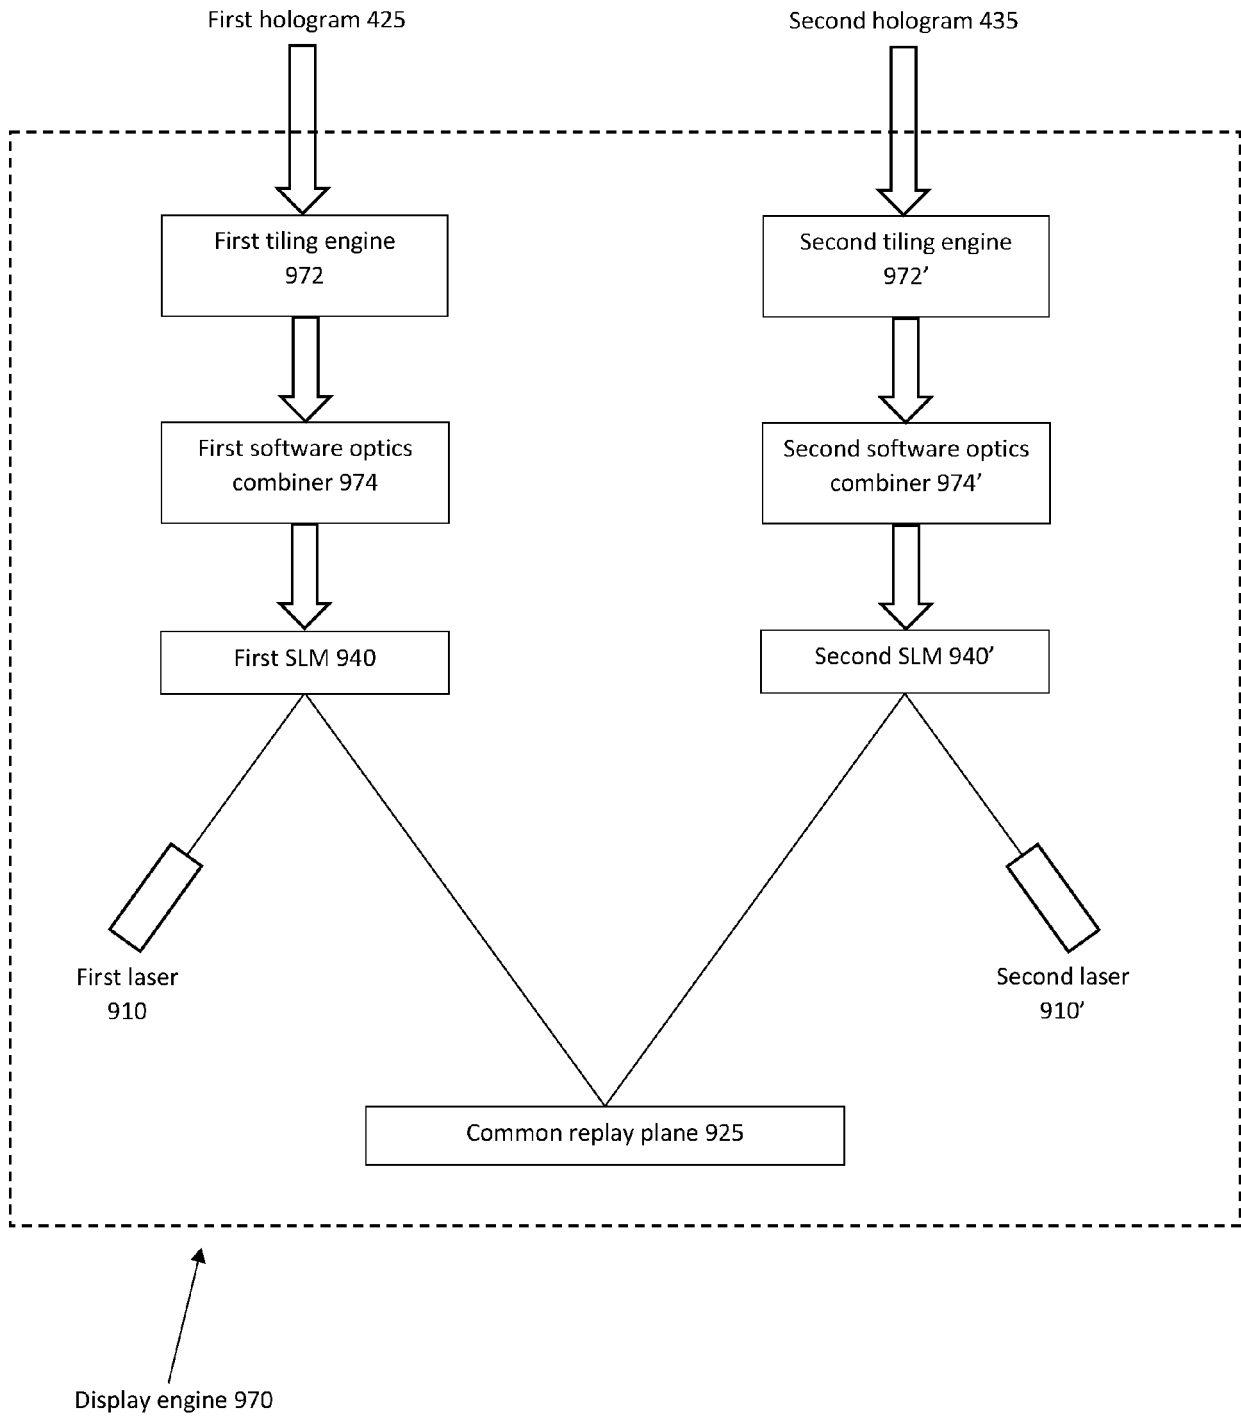 First hologram 425
Second hologram 435
First tiling engine
972
Second tiling engine
972’
First software optics
combiner 974
Second software optics
combiner 974’
First SLM 940
Second SLM 940’
First laser
910
Second laser
910’
Common replay plane 925
Display engine 970